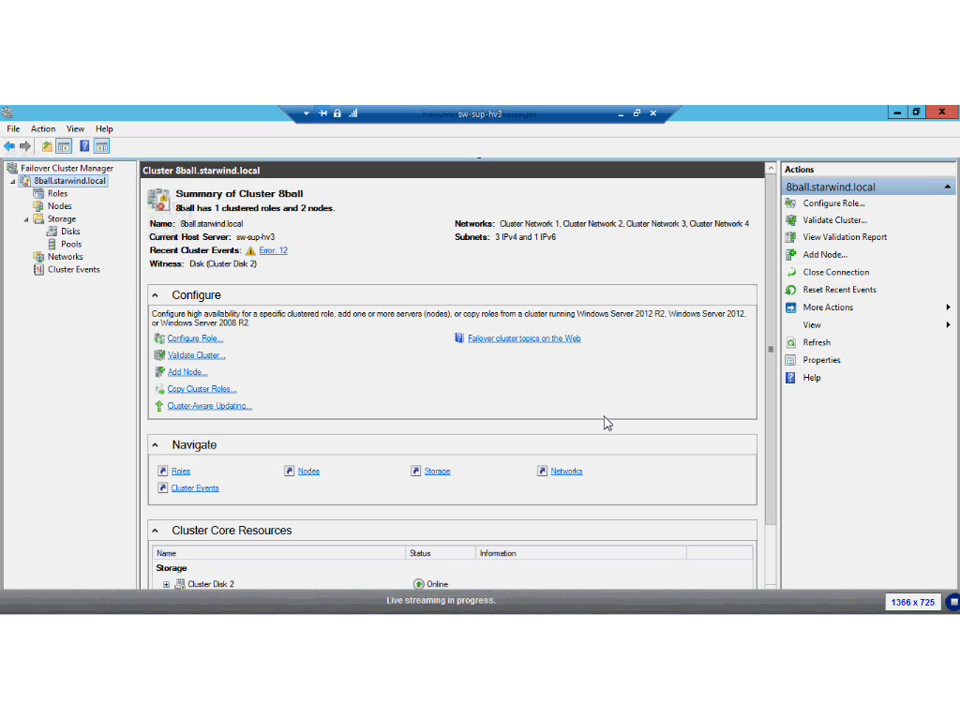 sw-sup-hv3
File Action View Help
Failover Cluster Manager
8ball.starwind.local
Roles
Nodes
Storage
Disks
Pools
Networks
Cluster Events
Cluster 8ball.starwind.local
Summary of Cluster 8ball
8ball has 1 clustered roles and 2 nodes.
Name: 8ball.starwind.local
Networks: Cluster Network 1, Cluster Network 2, Cluster Network 3, Cluster Network 4
Current Host Server: sw-sup-hv3
Subnets: 3 IPv4 and 1 IPv6
Recent Cluster Events: Error: 12
Witness: Disk (Cluster Disk 2)
Configure
Configure high availability for a specific clustered role, add one or more servers (nodes), or copy roles from a cluster running Windows Server 2012 R2, Windows Server 2012,
or Windows Server 2008 R2.
Configure Role...
Failover cluster topics on the Web
Validate Cluster...
Add Node...
Copy Cluster Roles...
Cluster-Aware Updating...
Navigate
Roles Nodes Storage Networks
Cluster Events
Cluster Core Resources
Name Status Information
Storage
Cluster Disk 2 Online
Actions
8ball.starwind.local
Configure Role...
Validate Cluster...
View Validation Report
Add Node...
Close Connection
Reset Recent Events
More Actions
View
Refresh
Properties
Help
Live streaming in progress.
1366 x 725